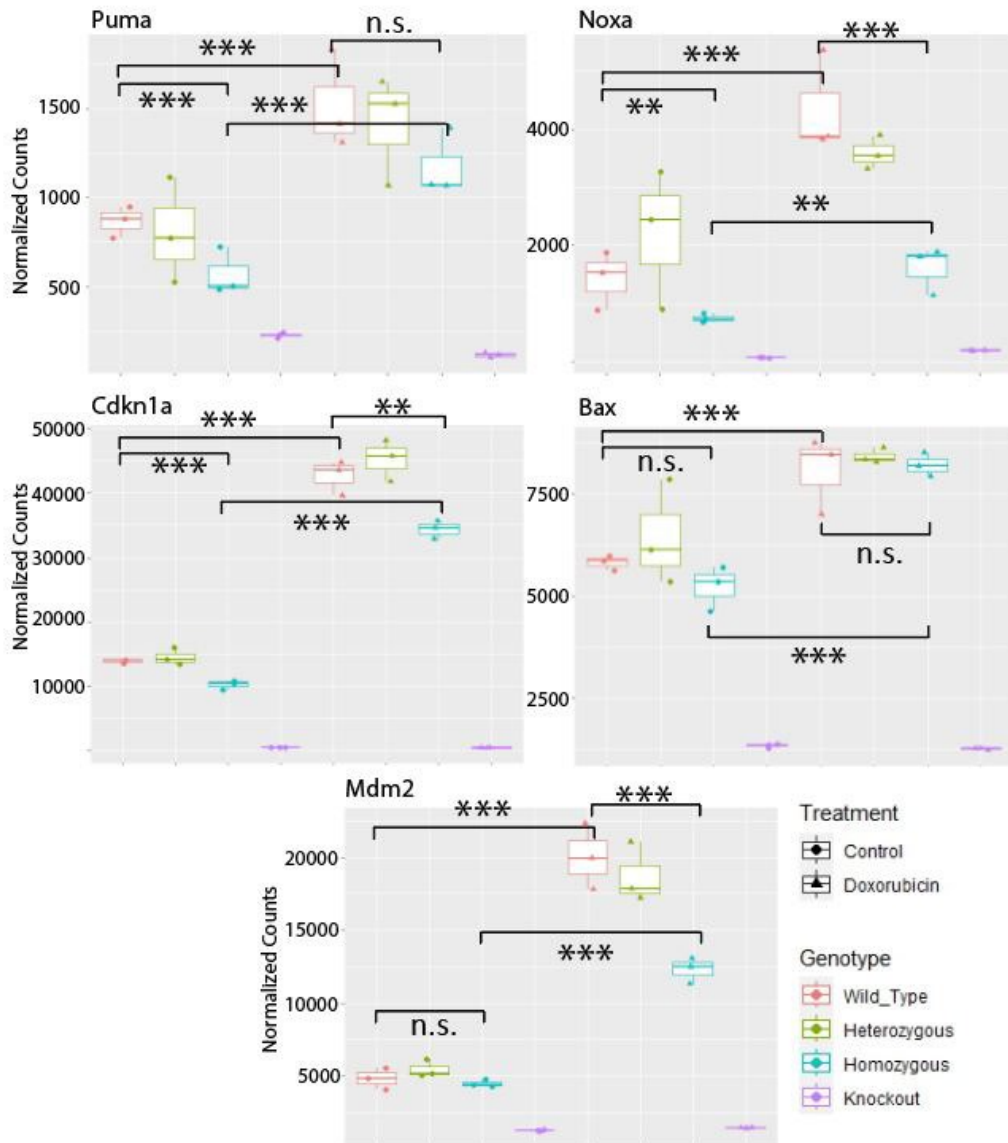 Puma
n.s.
***
***
***
1500
1000
500
Normalized Counts
Noxa
***
***
**
**
4000
2000
Cdkn1a
**
***
***
***
50000
40000
30000
20000
10000
Normalized Counts
Bax
***
n.s.
n.s.
***
7500
5000
2500
Mdm2
***
***
***
n.s.
20000
15000
10000
5000
Normalized Counts
Treatment
Control
Doxorubicin
Genotype
Wild_Type
Heterozygous
Homozygous
Knockout